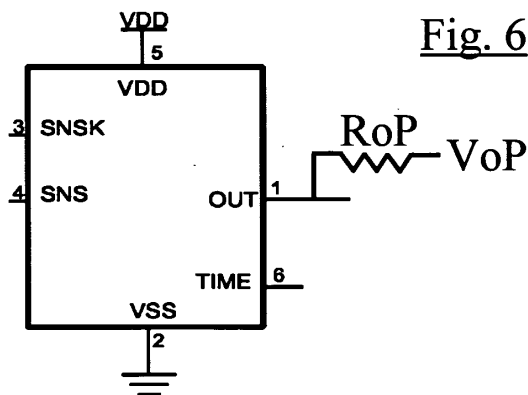 VDD
Fig. 6
5
VDD
RoP
VoP
3 SNSK
4 SNS
OUT 1
TIME 6
VSS
2